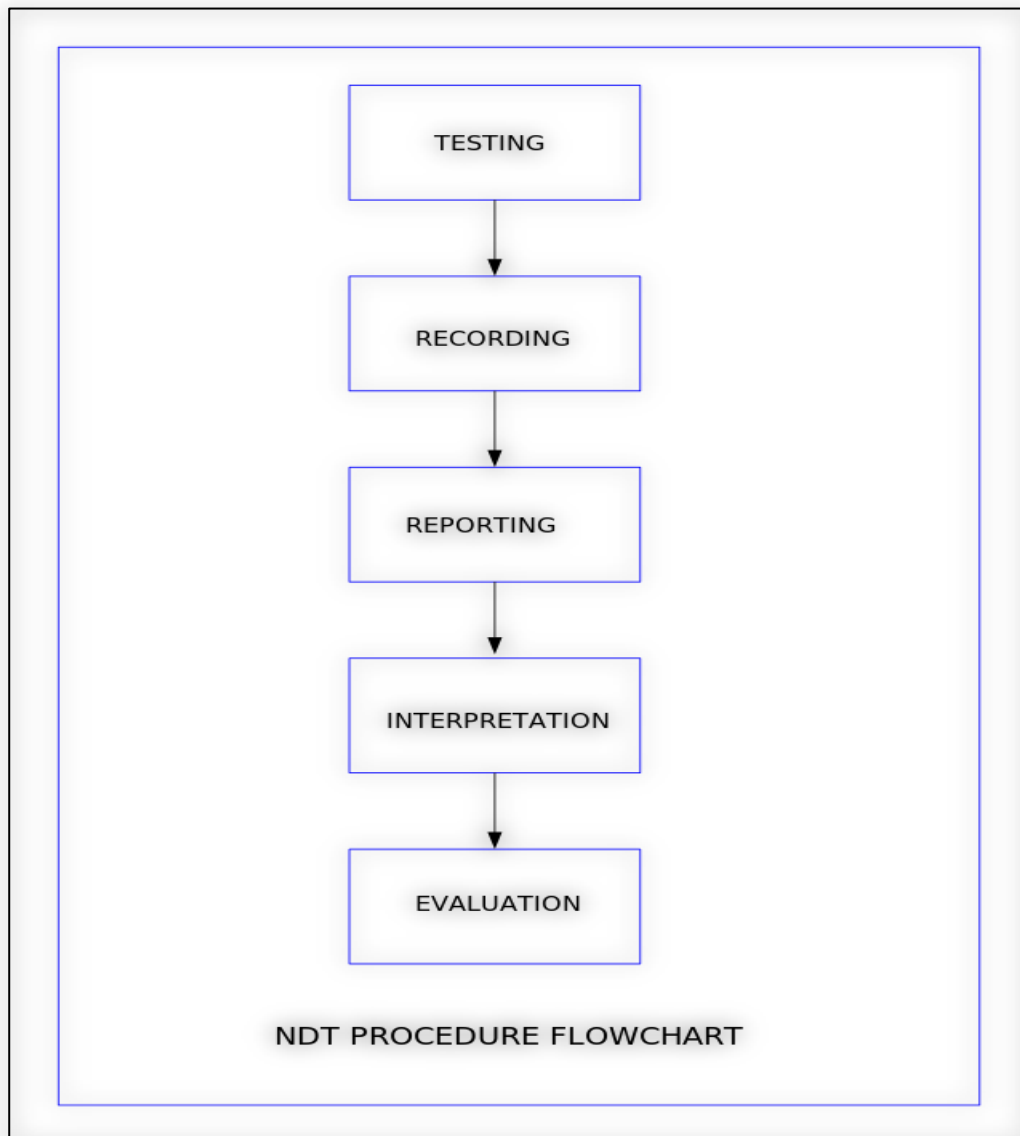 TESTING
RECORDING
REPORTING
INTERPRETATION
EVALUATION
NDT PROCEDURE FLOWCHART